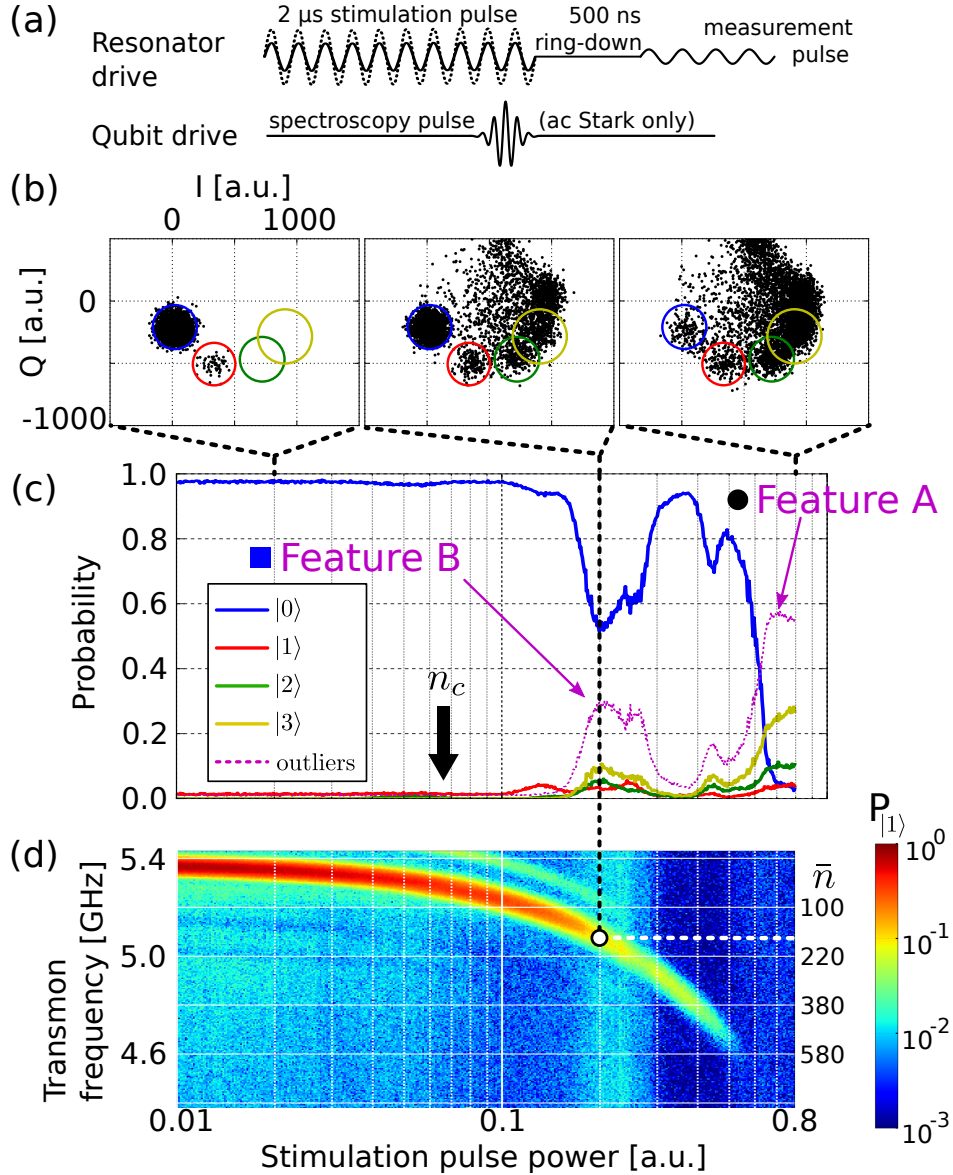 (a)
2 μs stimulation pulse
500 ns
ring-down
measurement
pulse
Resonator
drive
Qubit drive
spectroscopy pulse
(ac Stark only)
(b)
I [a.u.]
0
1000
Q [a.u.]
0
-1000
(c)
Probability
1.0
0.8
0.6
0.4
0.2
0.0
Feature B
Feature A
|0⟩
|1⟩
|2⟩
|3⟩
outliers
n_c
(d)
Transmon
frequency [GHz]
5.4
5.0
4.6
n̄
100
220
380
580
P|1⟩
10^0
10^-1
10^-2
10^-3
0.01
0.1
0.8
Stimulation pulse power [a.u.]